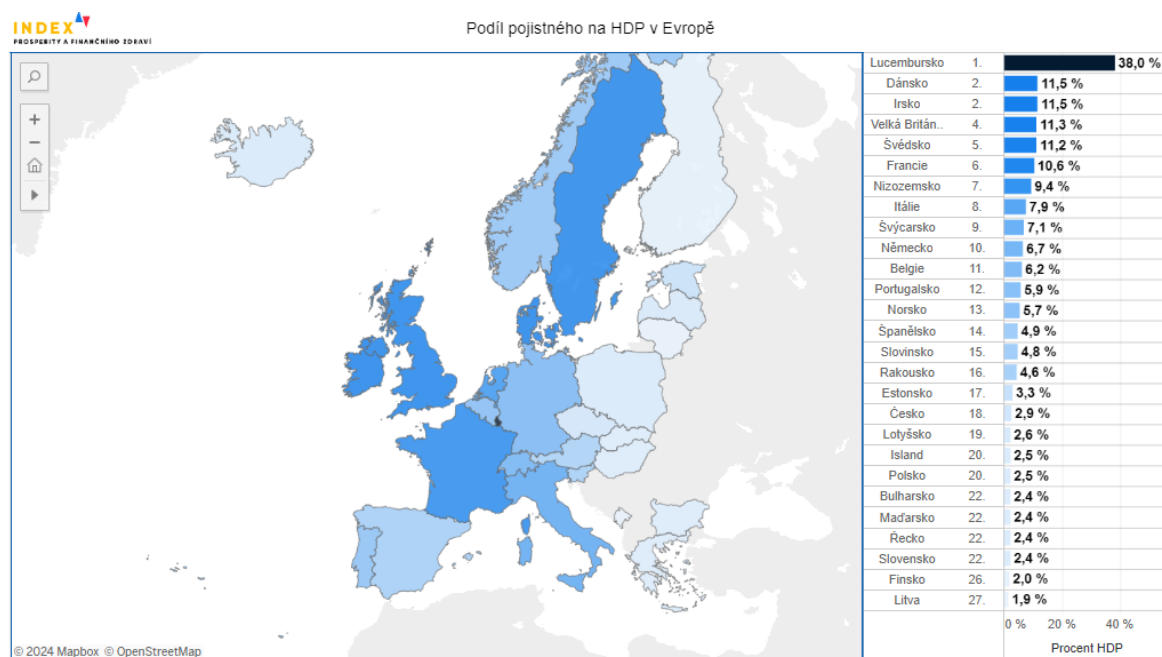 INDEX
PROSPERITY A FINANČNÍHO ZDRAVÍ
Podíl pojistného na HDP v Evropě
Lucembursko 1. 38,0 %
Dánsko 2. 11,5 %
Irsko 2. 11,5 %
Velká Britán.. 4. 11,3 %
Švédsko 5. 11,2 %
Francie 6. 10,6 %
Nizozemsko 7. 9,4 %
Itálie 8. 7,9 %
Švýcarsko 9. 7,1 %
Německo 10. 6,7 %
Belgie 11. 6,2 %
Portugalsko 12. 5,9 %
Norsko 13. 5,7 %
Španělsko 14. 4,9 %
Slovinsko 15. 4,8 %
Rakousko 16. 4,6 %
Estonsko 17. 3,3 %
Česko 18. 2,9 %
Lotyšsko 19. 2,6 %
Island 20. 2,5 %
Polsko 20. 2,5 %
Bulharsko 22. 2,4 %
Maďarsko 22. 2,4 %
Řecko 22. 2,4 %
Slovensko 22. 2,4 %
Finsko 26. 2,0 %
Litva 27. 1,9 %
0 % 20 % 40 %
Procent HDP
© 2024 Mapbox © OpenStreetMap